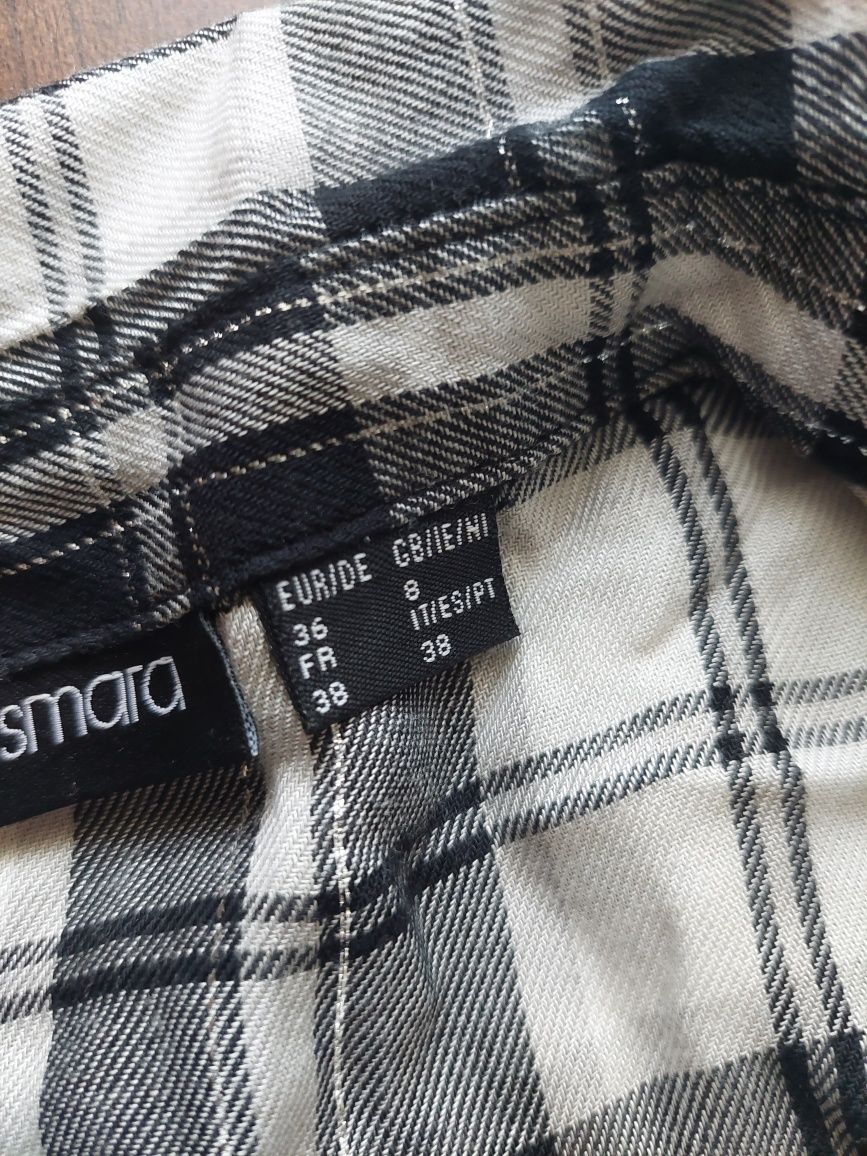 smara
EUR/DE GB/IE/NI
36 8
FR IT/ES/PT
38 38